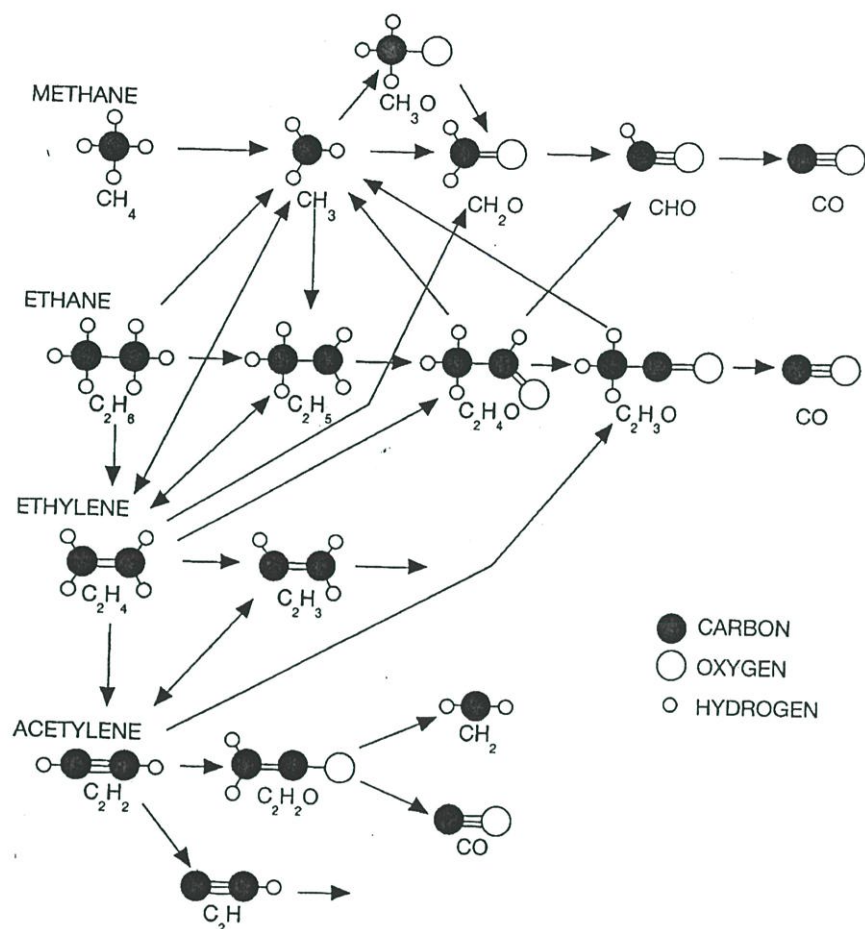 METHANE
CH₄
CH₃
CH₃O
CH₂O
CHO
CO
ETHANE
C₂H₆
C₂H₅
C₂H₄O
C₂H₃O
CO
ETHYLENE
C₂H₄
C₂H₃
CARBON
OXYGEN
HYDROGEN
ACETYLENE
C₂H₂
C₂H₂O
CH₂
CO
C₂H